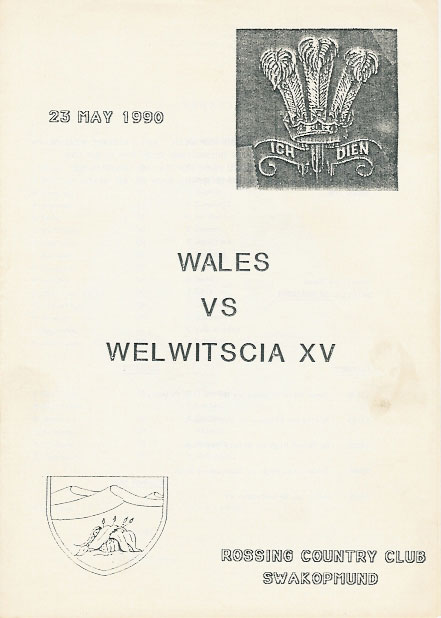 23 MAY 1990
ICH DIEN
WALES
VS
WELWITSCIA XV
ROSSING COUNTRY CLUB
SWAKOPMUND